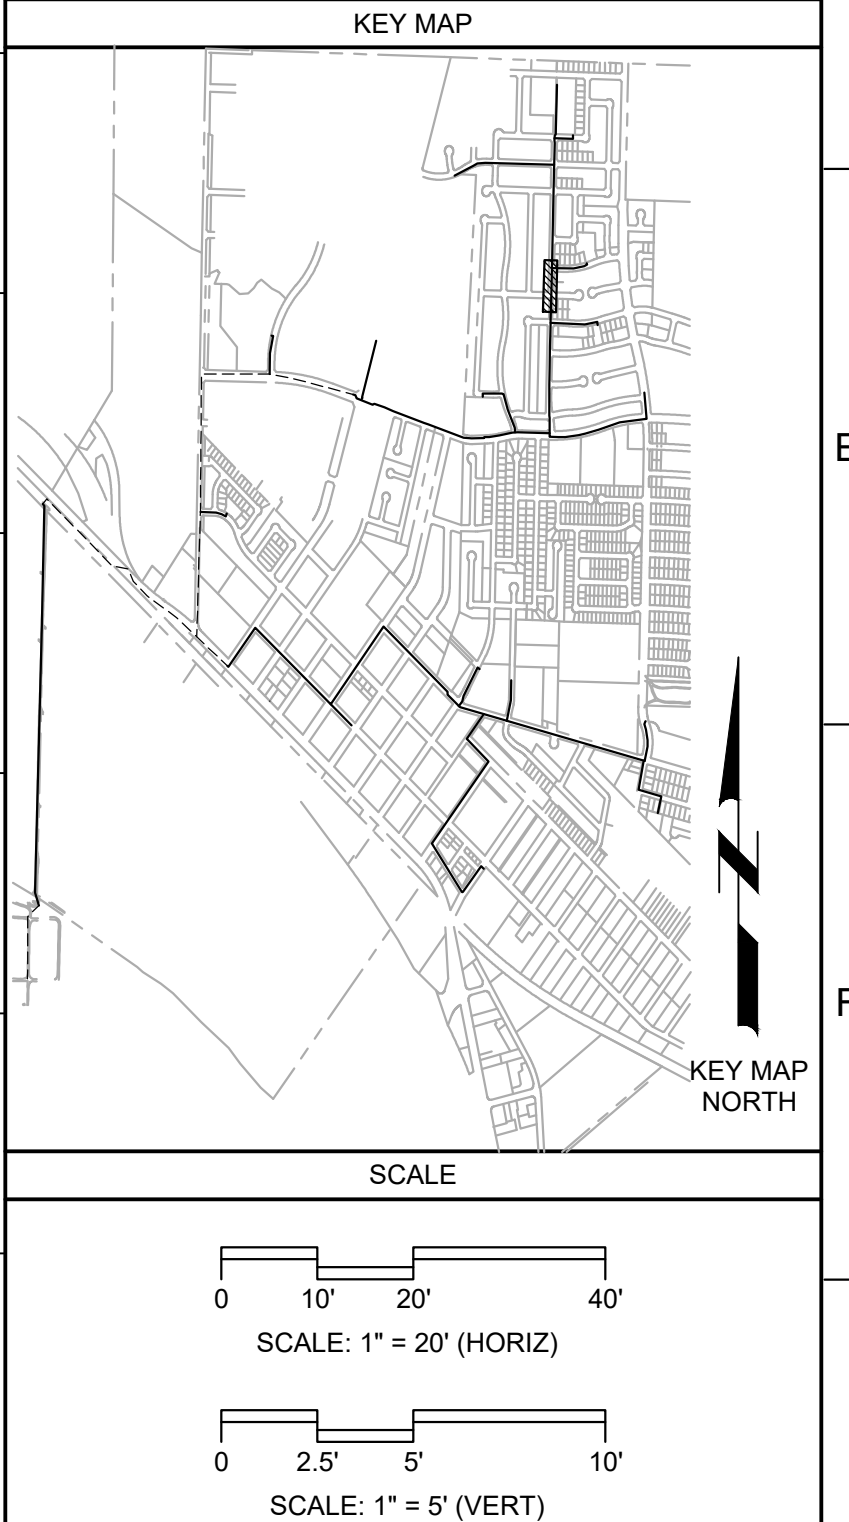 KEY MAP
E
F
KEY MAP
NORTH
SCALE
0 10' 20' 40'
SCALE: 1" = 20' (HORIZ)
0 2.5' 5' 10'
SCALE: 1" = 5' (VERT)